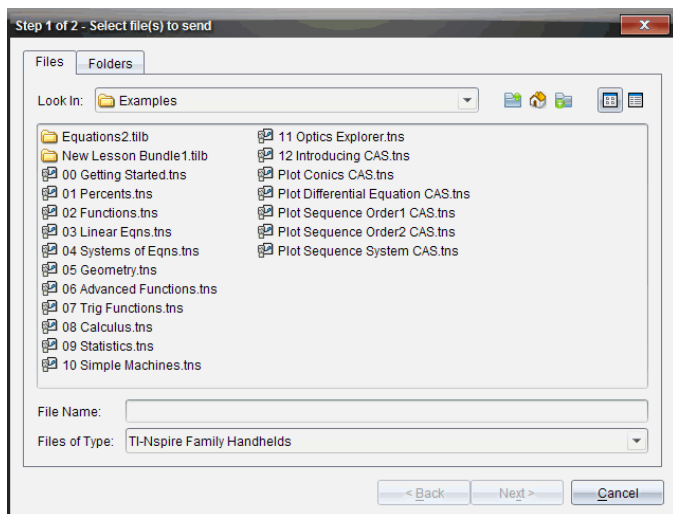 Step 1 of 2 - Select file(s) to send
Files
Folders
Look In:
Examples
Equations2.tilb
New Lesson Bundle1.tilb
00 Getting Started.tns
01 Percents.tns
02 Functions.tns
03 Linear Eqns.tns
04 Systems of Eqns.tns
05 Geometry.tns
06 Advanced Functions.tns
07 Trig Functions.tns
08 Calculus.tns
09 Statistics.tns
10 Simple Machines.tns
11 Optics Explorer.tns
12 Introducing CAS.tns
Plot Conics CAS.tns
Plot Differential Equation CAS.tns
Plot Sequence Order1 CAS.tns
Plot Sequence Order2 CAS.tns
Plot Sequence System CAS.tns
File Name:
Files of Type:
TI-Nspire Family Handhelds
< Back
Next >
Cancel